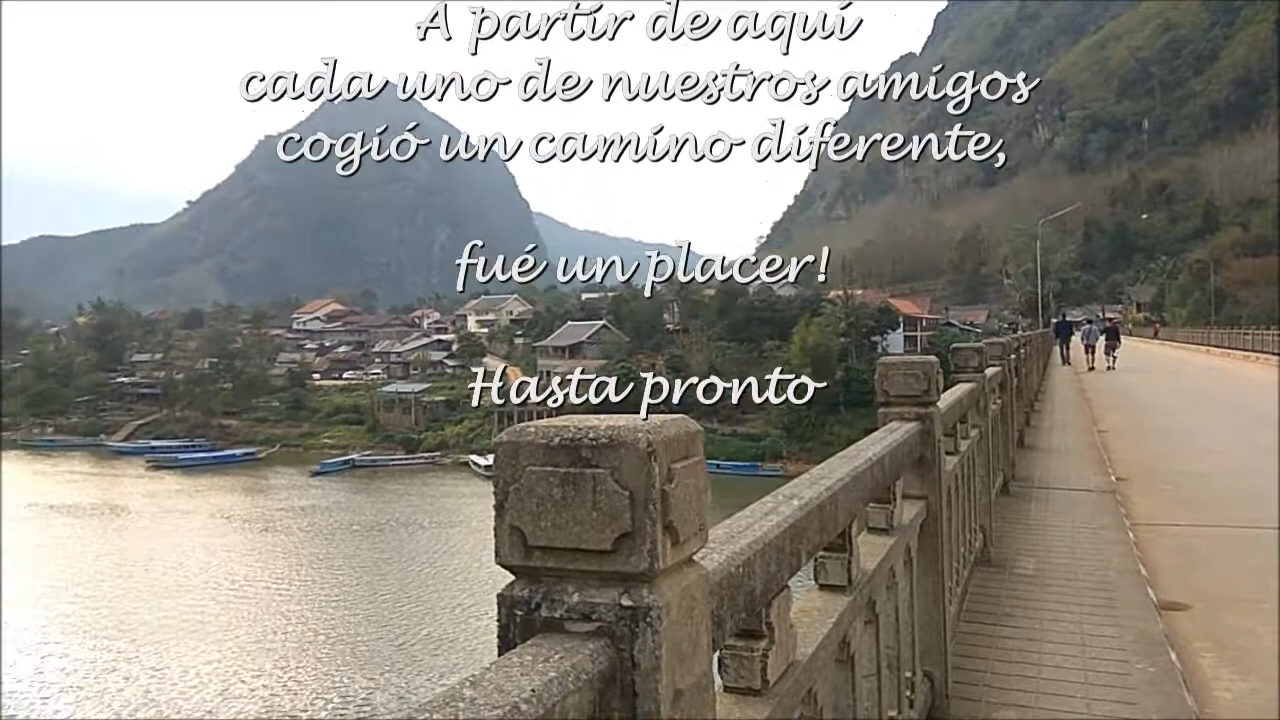 A partir de aquí
cada uno de nuestros amigos
cogió un camino diferente,
fué un placer!
Hasta pronto